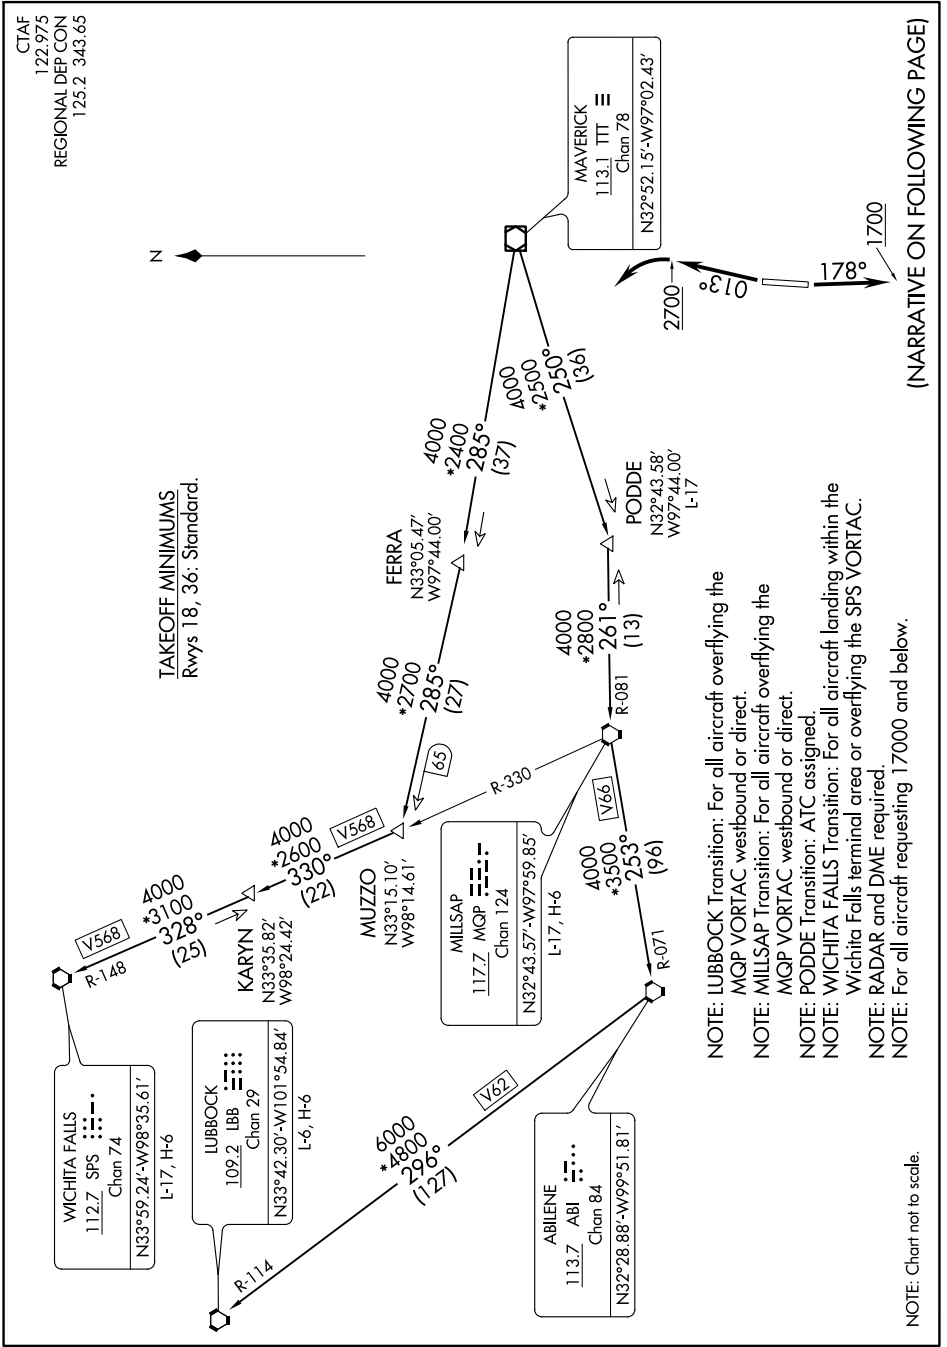 CTAF
122.975
REGIONAL DEP CON
125.2 343.65
N
TAKEOFF MINIMUMS
Rwys 18, 36: Standard.
WICHITA FALLS
112.7 SPS
Chan 74
N33°59.24′-W98°35.61′
L-17, H-6
V568
R-148
4000
*3100
328°
(25)
KARYN
N33°35.82′
W98°24.42′
4000
*2600
330°
(22)
V568
MUZZO
N33°15.10′
W98°14.61′
65
4000
*2700
285°
(27)
FERRA
N33°05.47′
W97°44.00′
4000
*2400
285°
(37)
4000
*2500
250°
(36)
MAVERICK
113.1 TTT
Chan 78
N32°52.15′-W97°02.43′
LUBBOCK
109.2 LBB
Chan 29
N33°42.30′-W101°54.84′
L-6, H-6
R-114
6000
*4800
296°
(127)
V62
MILLSAP
117.7 MQP
Chan 124
N32°43.57′-W97°59.85′
L-17, H-6
R-330
R-081
4000
*2800
261°
(13)
PODDE
N32°43.58′
W97°44.00′
L-17
V66
4000
*3500
253°
(96)
R-071
ABILENE
113.7 ABI
Chan 84
N32°28.88′-W99°51.81′
2700
013°
178°
1700
NOTE: LUBBOCK Transition: For all aircraft overflying the
MQP VORTAC westbound or direct.
NOTE: MILLSAP Transition: For all aircraft overflying the
MQP VORTAC westbound or direct.
NOTE: PODDE Transition: ATC assigned.
NOTE: WICHITA FALLS Transition: For all aircraft landing within the
Wichita Falls terminal area or overflying the SPS VORTAC.
NOTE: RADAR and DME required.
NOTE: For all aircraft requesting 17000 and below.
NOTE: Chart not to scale.
(NARRATIVE ON FOLLOWING PAGE)